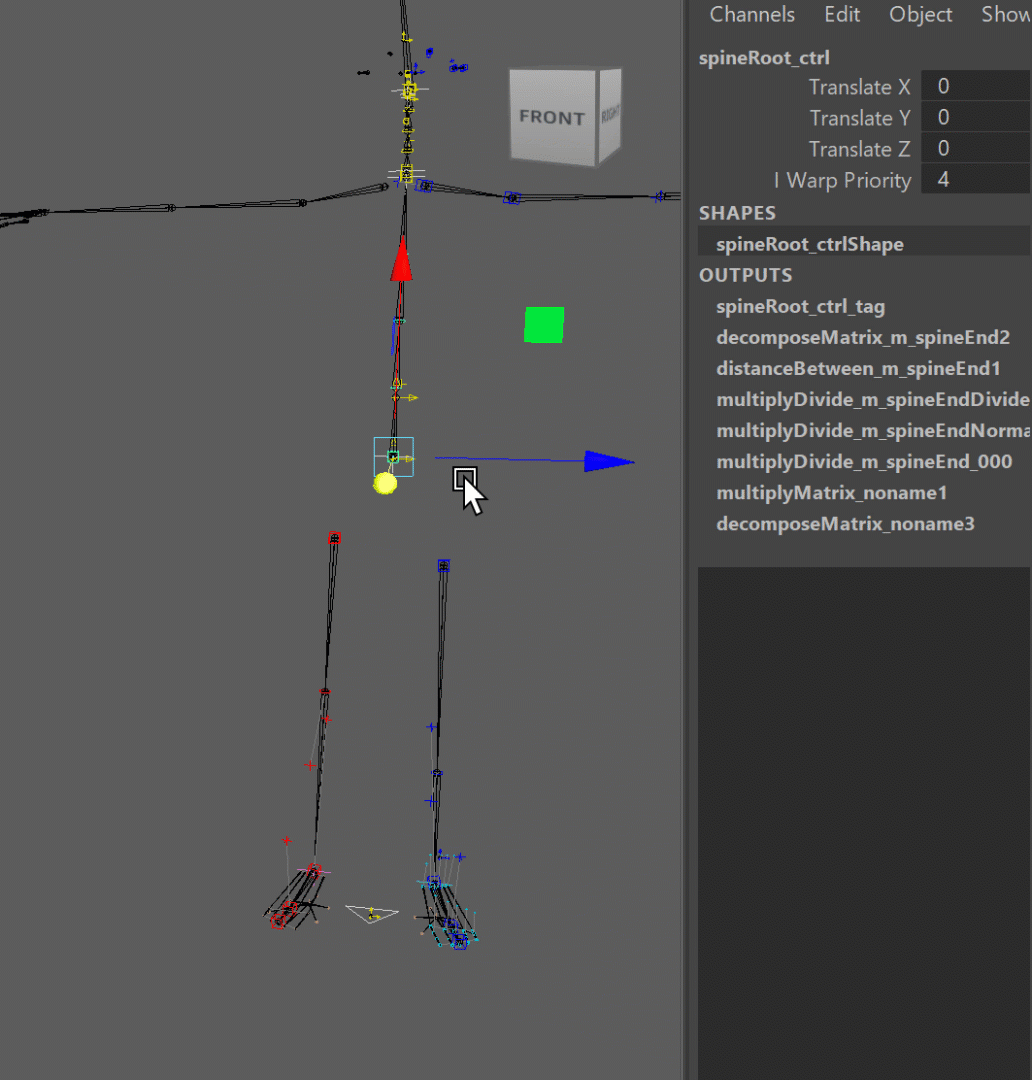 Channels Edit Object Show
spineRoot_ctrl
Translate X 0
Translate Y 0
Translate Z 0
I Warp Priority 4
SHAPES
spineRoot_ctrlShape
OUTPUTS
spineRoot_ctrl_tag
decomposeMatrix_m_spineEnd2
distanceBetween_m_spineEnd1
multiplyDivide_m_spineEndDivide
multiplyDivide_m_spineEndNorma
multiplyDivide_m_spineEnd_000
multiplyMatrix_noname1
decomposeMatrix_noname3
FRONT RIGHT